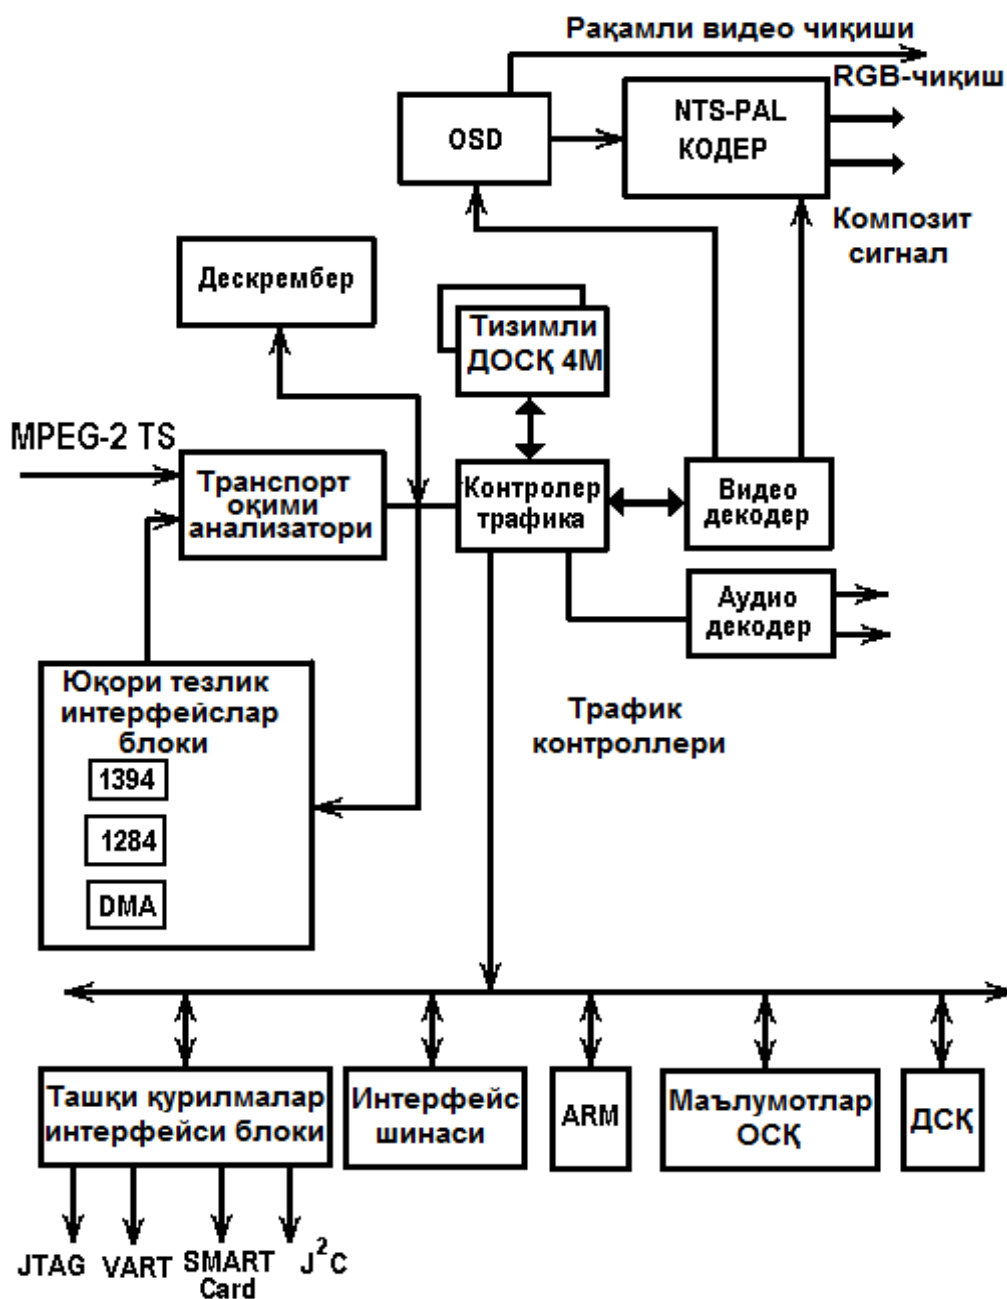 Рақамли видео чиқиши
RGB-чиқиш
OSD
NTS-PAL
КОДЕР
Композит
сигнал
Дескрембер
Тизимли
ДОСҚ 4М
MPEG-2 TS
Транспорт
оқими
анализатори
Контролер
трафика
Видео
декодер
Аудио
декодер
Юқори тезлик
интерфейслар
блоки
1394
1284
DMA
Трафик
контроллери
Ташқи қурилмалар
интерфейси блоки
Интерфейс
шинаси
ARM
Маълумотлар
ОСҚ
ДСҚ
JTAG
VART
SMART
Card
J²C